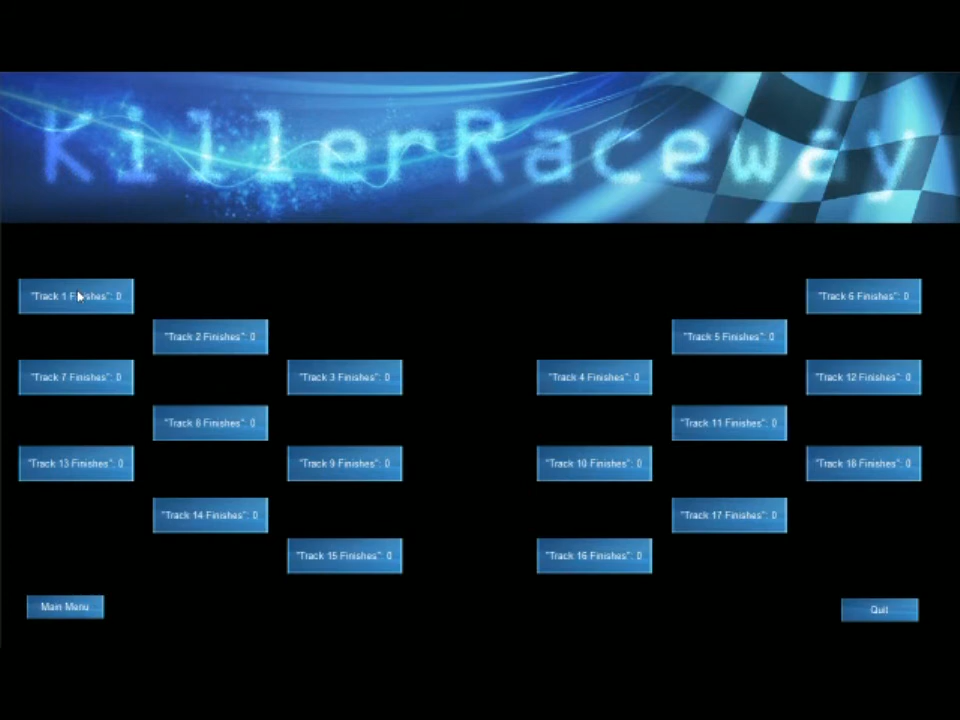 KillerRaceway
"Track 1 Finishes": 0
"Track 6 Finishes": 0
"Track 2 Finishes": 0
"Track 5 Finishes": 0
"Track 7 Finishes": 0
"Track 3 Finishes": 0
"Track 4 Finishes": 0
"Track 12 Finishes": 0
"Track 8 Finishes": 0
"Track 11 Finishes": 0
"Track 13 Finishes": 0
"Track 9 Finishes": 0
"Track 10 Finishes": 0
"Track 18 Finishes": 0
"Track 14 Finishes": 0
"Track 17 Finishes": 0
"Track 15 Finishes": 0
"Track 16 Finishes": 0
Main Menu
Quit